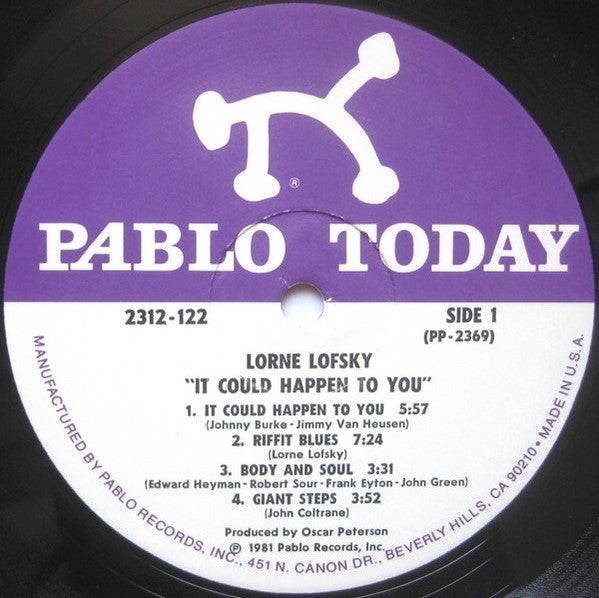 ®
PABLO TODAY
2312-122
SIDE 1
(PP-2369)
LORNE LOFSKY
"IT COULD HAPPEN TO YOU"
1. IT COULD HAPPEN TO YOU 5:57
(Johnny Burke-Jimmy Van Heusen)
2. RIFFIT BLUES 7:24
(Lorne Lofsky)
3. BODY AND SOUL 3:31
(Edward Heyman-Robert Sour-Frank Eyton-John Green)
4. GIANT STEPS 3:52
(John Coltrane)
Produced by Oscar Peterson
℗ 1981 Pablo Records, Inc.
MANUFACTURED BY PABLO RECORDS, INC., 451 N. CANON DR., BEVERLY HILLS, CA 90210 • MADE IN U.S.A.